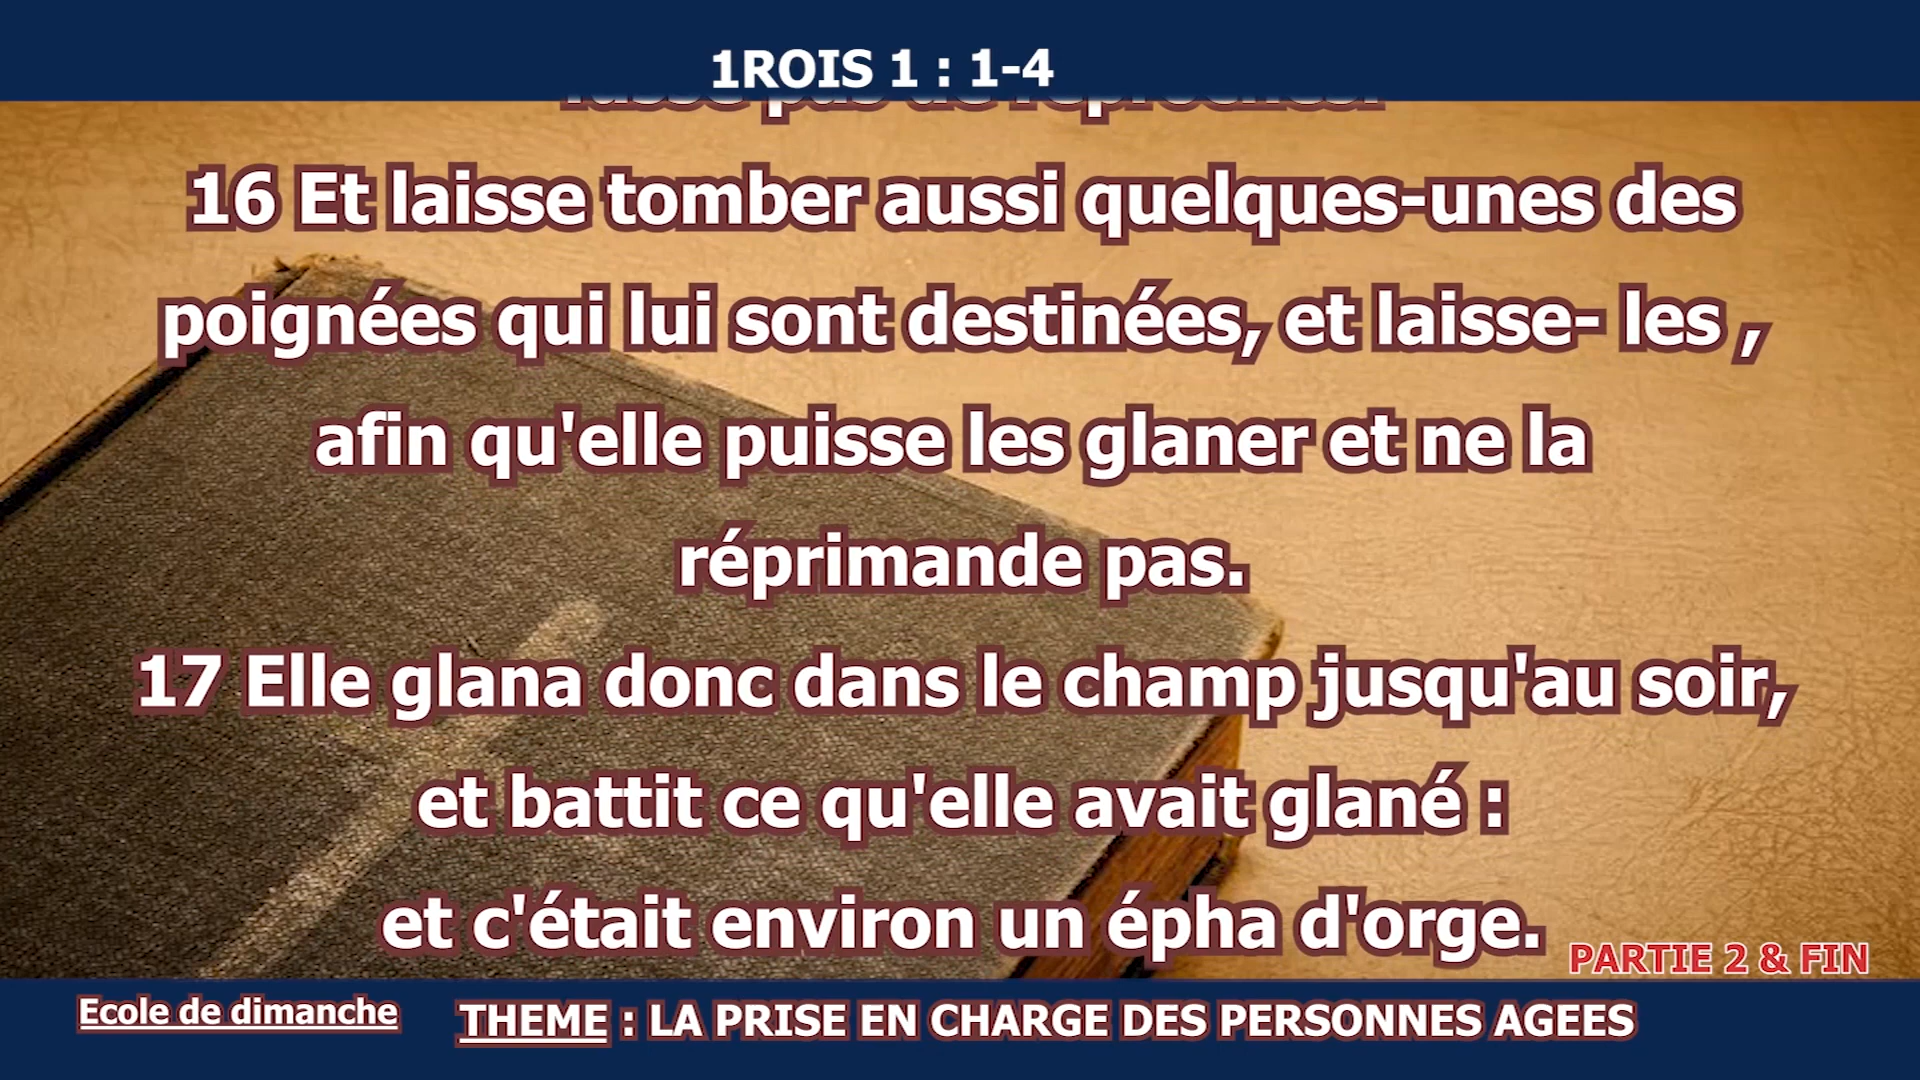 1ROIS 1 : 1-4
16 Et laisse tomber aussi quelques-unes des
poignées qui lui sont destinées, et laisse- les ,
afin qu'elle puisse les glaner et ne la
réprimande pas.
17 Elle glana donc dans le champ jusqu'au soir,
et battit ce qu'elle avait glané :
et c'était environ un épha d'orge.
PARTIE 2 & FIN
Ecole de dimanche
THEME : LA PRISE EN CHARGE DES PERSONNES AGEES